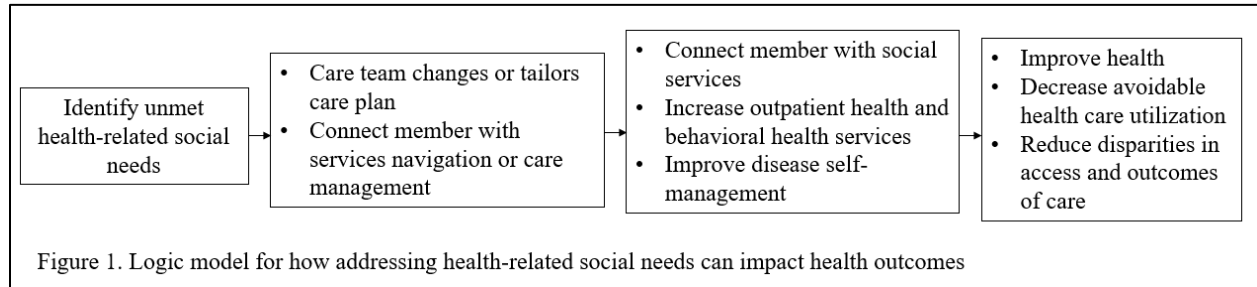 Identify unmet
health-related social
needs
• Care team changes or tailors
care plan
• Connect member with
services navigation or care
management
• Connect member with social
services
• Increase outpatient health and
behavioral health services
• Improve disease self-
management
• Improve health
• Decrease avoidable
health care utilization
• Reduce disparities in
access and outcomes
of care
Figure 1. Logic model for how addressing health-related social needs can impact health outcomes